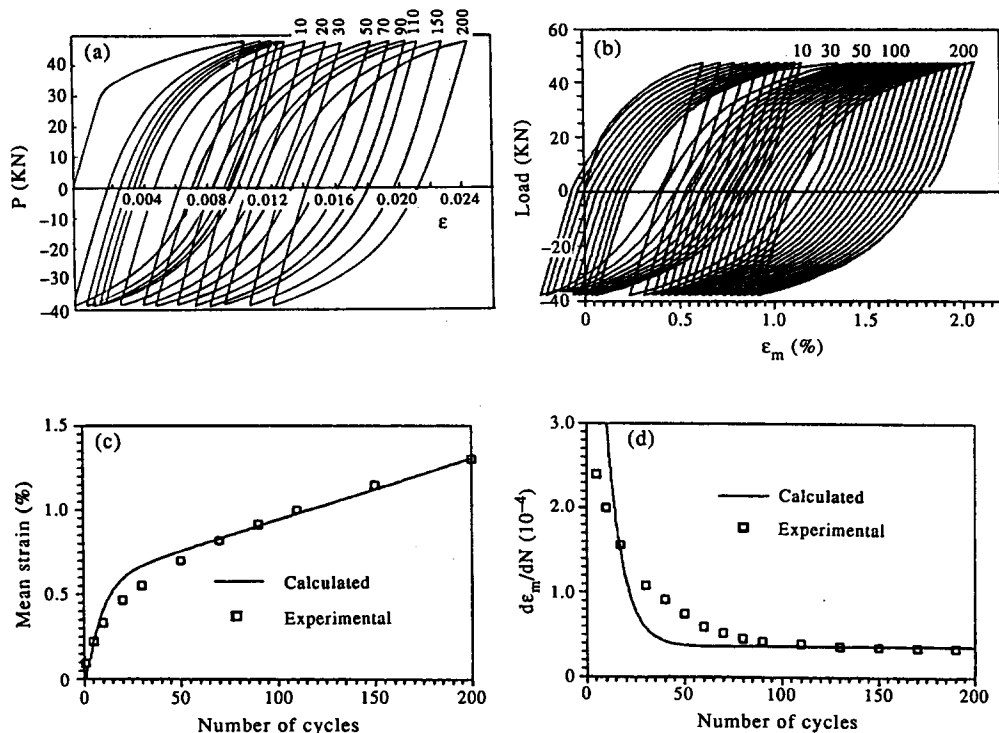 (a)
10 20 30 50 70 90 110 150 200
P (KN)
40
30
20
10
0
-10
-20
-30
-40
0.004 0.008 0.012 0.016 0.020 0.024
ε
(b)
10 30 50 100 200
Load (KN)
60
40
20
0
-20
40
0 0.5 1.0 1.5 2.0
εm (%)
(c)
Mean strain (%)
1.5
1.0
0.5
0
Calculated
Experimental
0 50 100 150 200
Number of cycles
(d)
dεm/dN (10⁻⁴)
3.0
2.0
1.0
0
Calculated
Experimental
0 50 100 150 200
Number of cycles